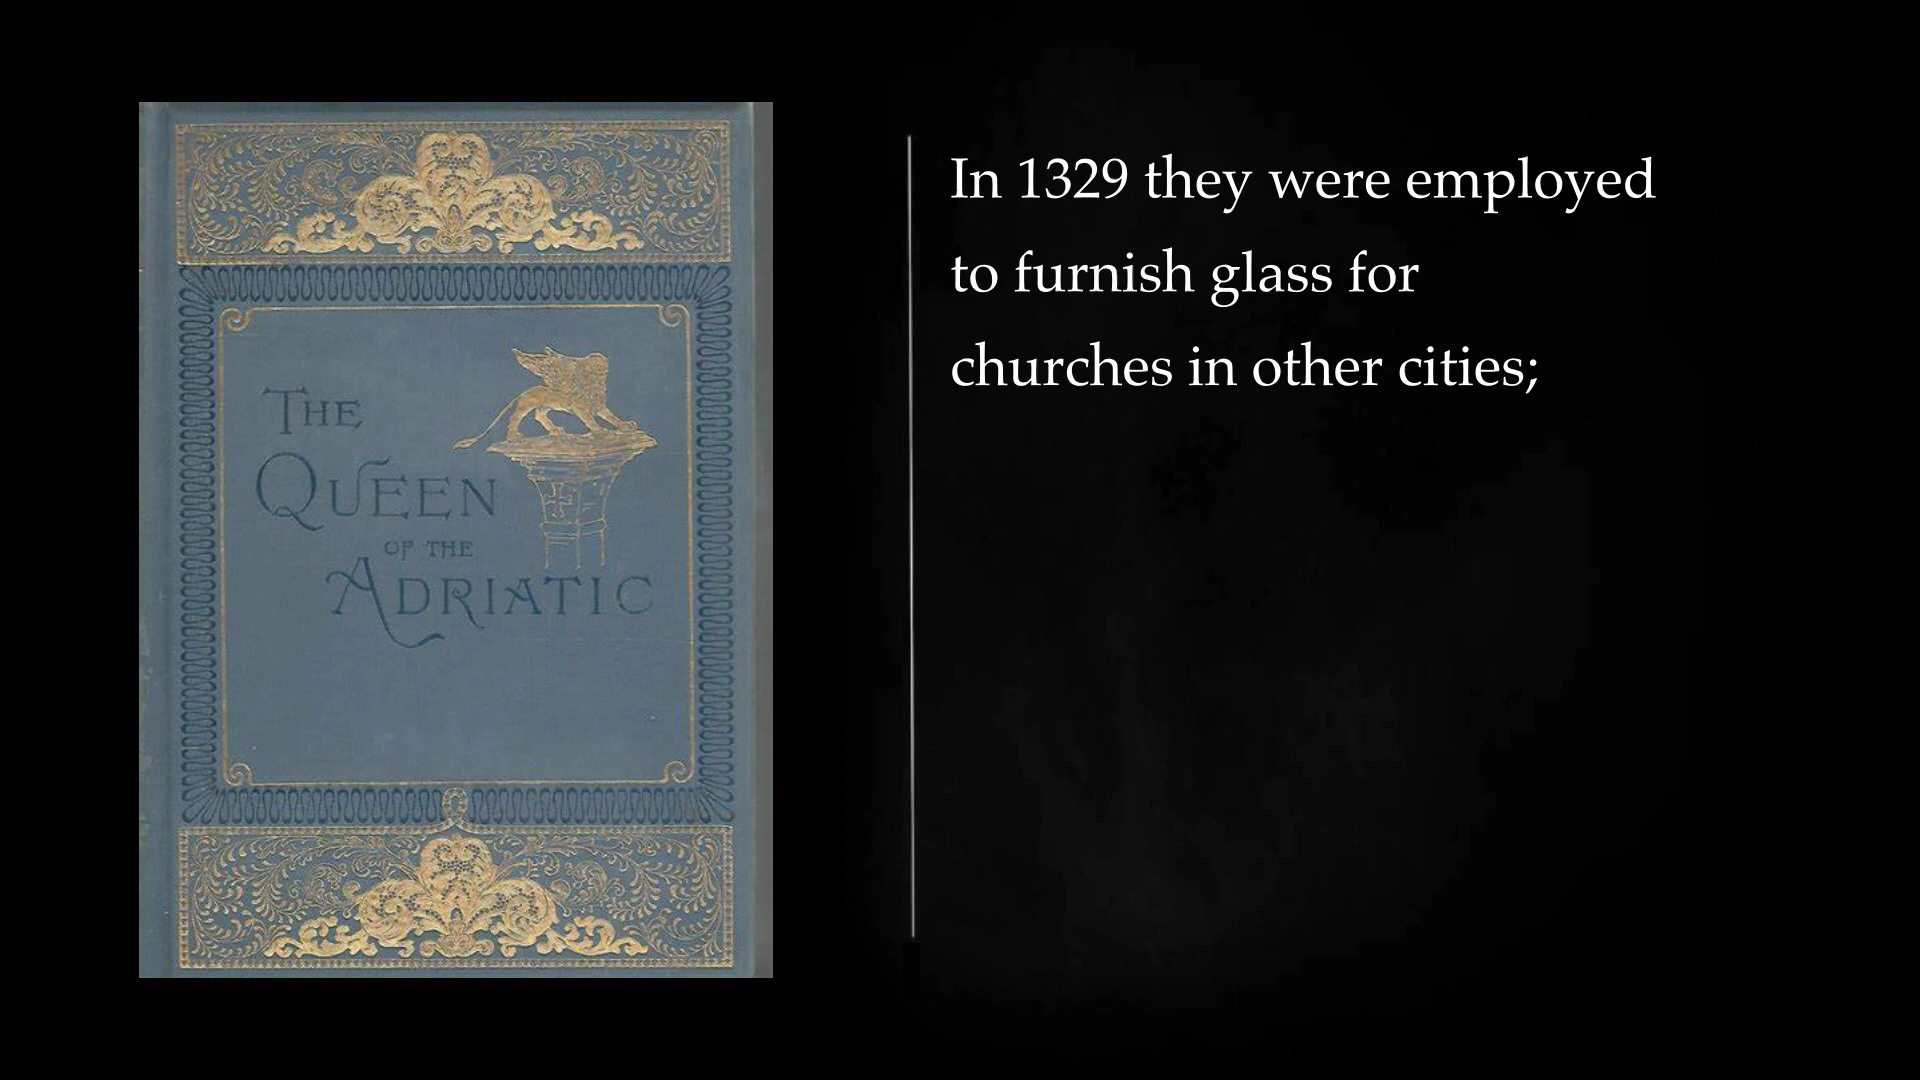 The
Queen
of the
Adriatic
In 1329 they were employed
to furnish glass for
churches in other cities;